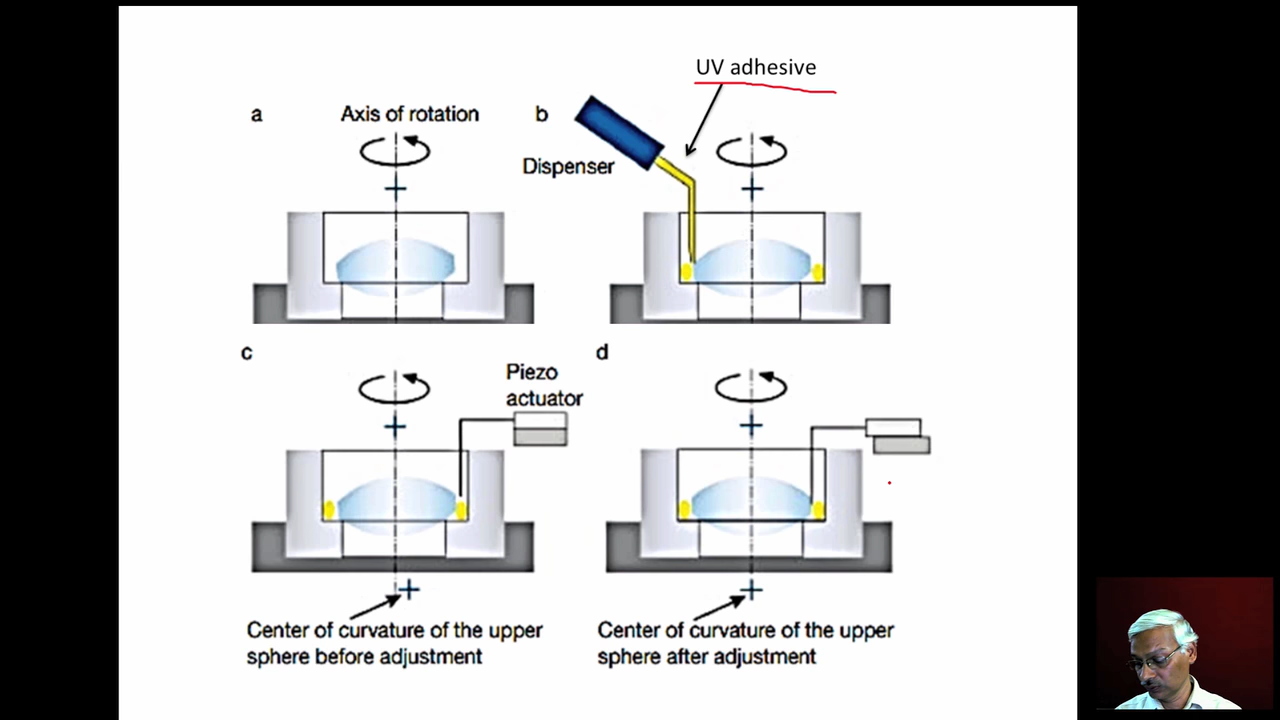 UV adhesive
a
Axis of rotation
b
Dispenser
c
Piezo
actuator
d
Center of curvature of the upper
sphere before adjustment
Center of curvature of the upper
sphere after adjustment